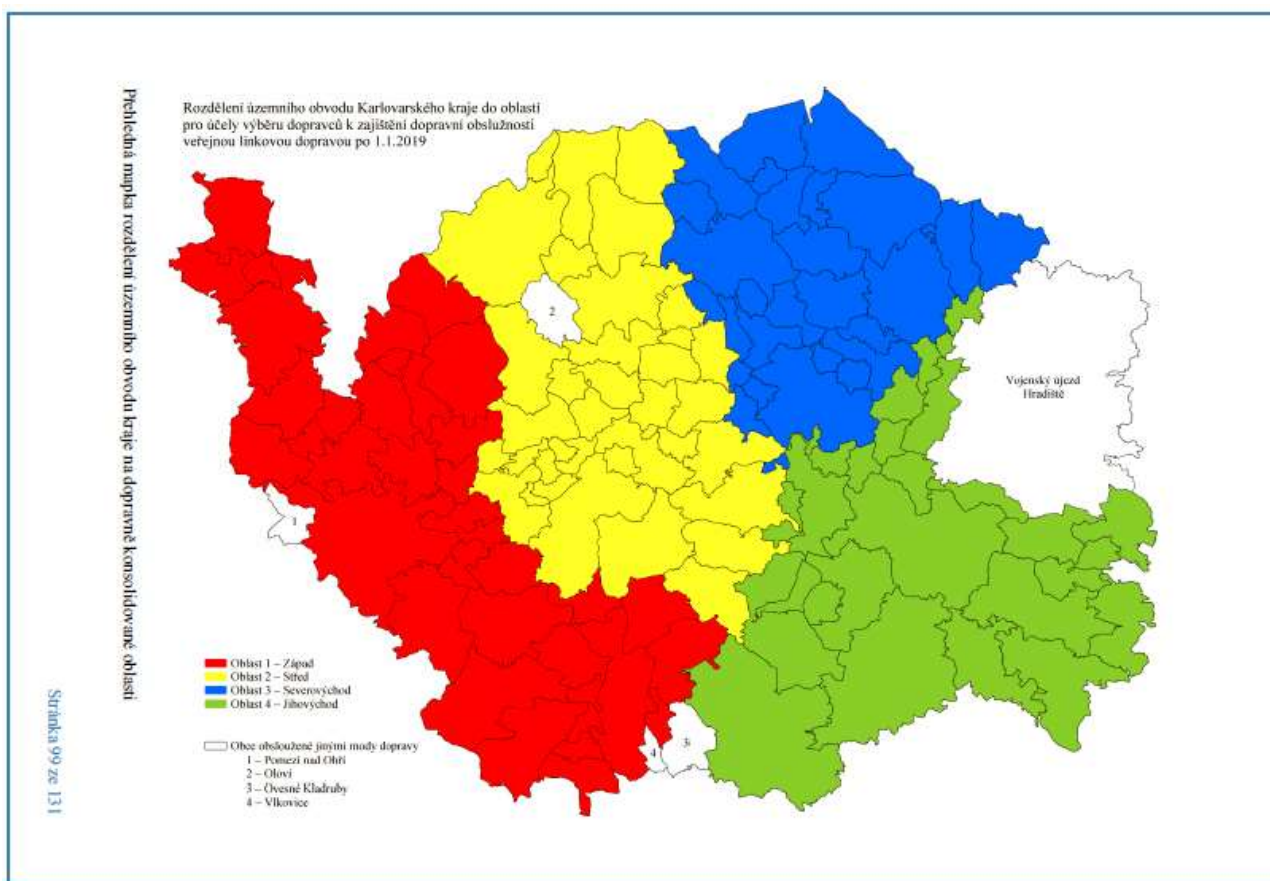 Přehledná mapka rozdělení územního obvodu kraje na dopravně konsolidované oblasti
Rozdělení územního obvodu Karlovarského kraje do oblastí
pro účely výběru dopravců k zajištění dopravní obslužností
veřejnou linkovou dopravou po 1.1.2019
2
Vojenský újezd
Hradiště
1
Oblast 1 – Západ
Oblast 2 – Střed
Oblast 3 – Severovýchod
Oblast 4 – Jihovýchod
3
4
Obce obsloužené jinými mody dopravy
1 – Pomezí nad Ohří
2 – Oloví
3 – Ovesné Kladruby
4 – Vlkovice
Stránka 99 ze 131